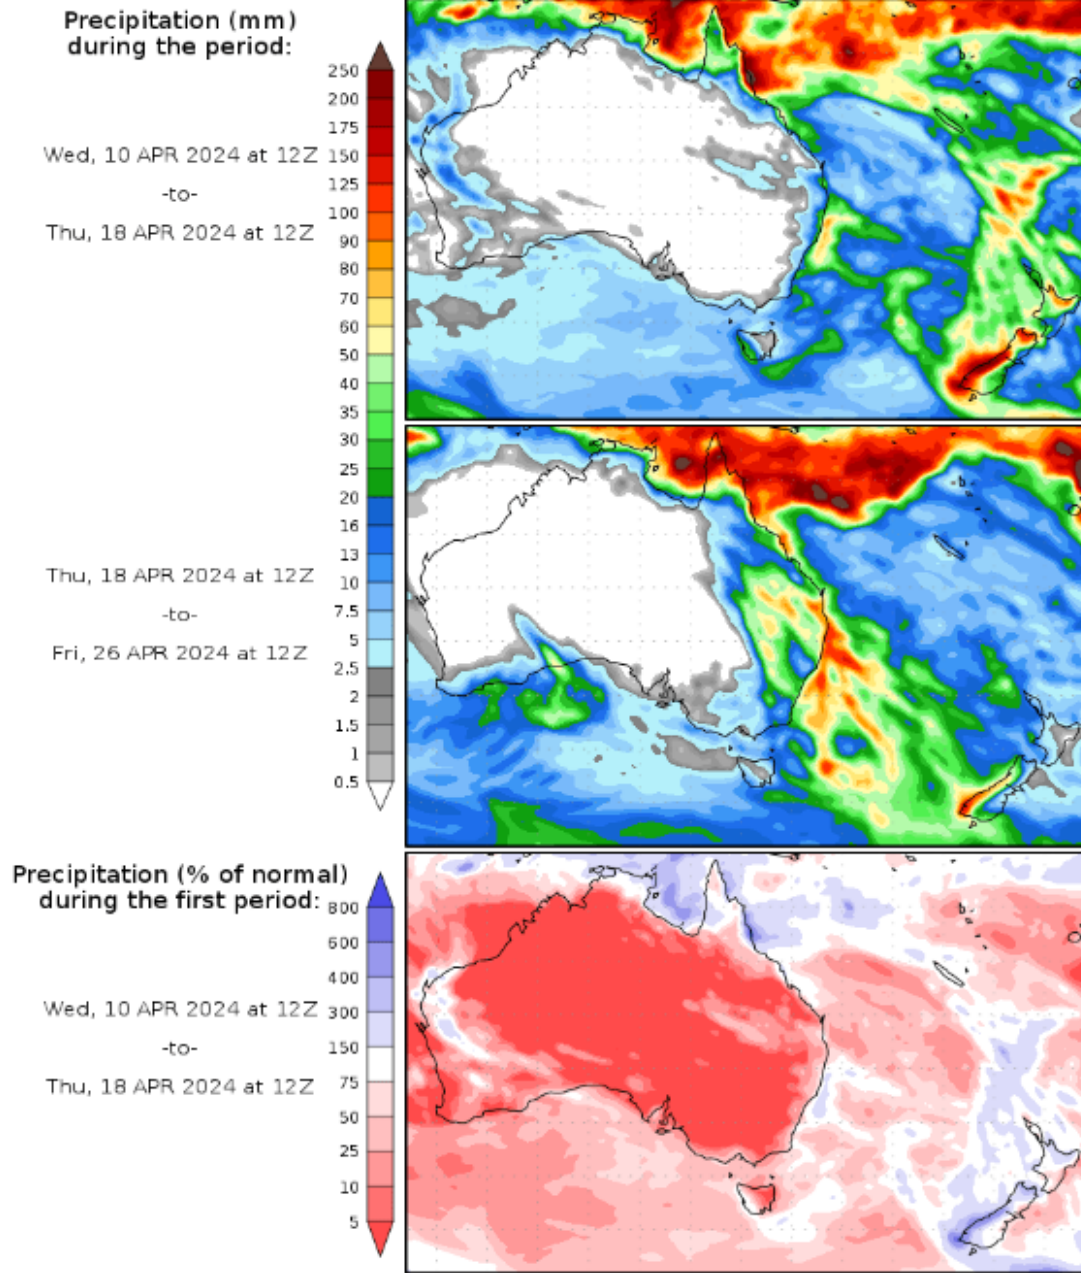 Precipitation (mm)
during the period:
Wed, 10 APR 2024 at 12Z
-to-
Thu, 18 APR 2024 at 12Z
250
200
175
150
125
100
90
80
70
60
50
40
35
30
25
20
16
13
10
7.5
5
2.5
2
1.5
1
0.5
Thu, 18 APR 2024 at 12Z
-to-
Fri, 26 APR 2024 at 12Z
Precipitation (% of normal)
during the first period:
Wed, 10 APR 2024 at 12Z
-to-
Thu, 18 APR 2024 at 12Z
800
600
400
300
150
75
50
25
10
5